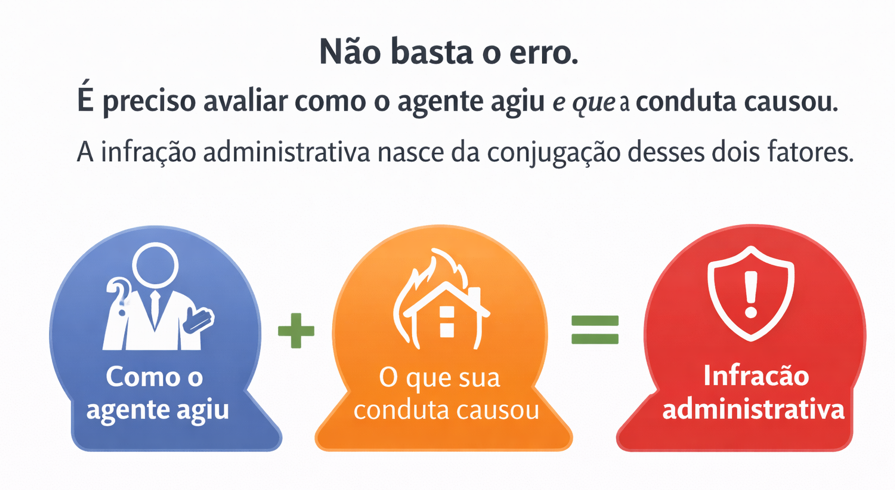 Não basta o erro.
É preciso avaliar como o agente agiu e que a conduta causou.
A infração administrativa nasce da conjugação desses dois fatores.
?
+
=
!
Como o
agente agiu
O que sua
conduta causou
Infracão
administrativa